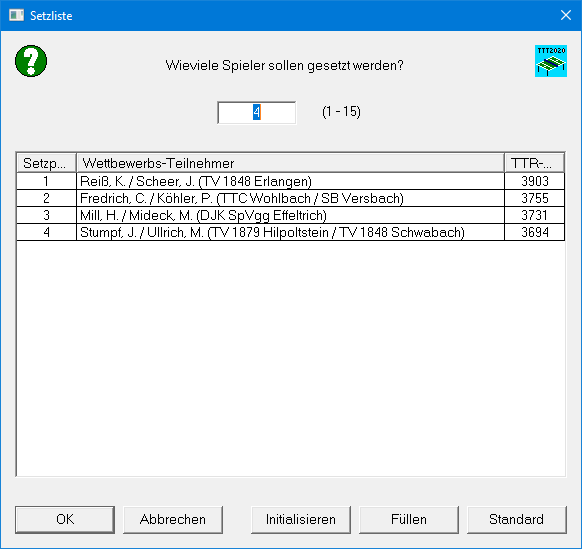 Setzliste
TTT2020
Wieviele Spieler sollen gesetzt werden?
4 (1 - 15)
Setzp... Wettbewerbs-Teilnehmer TTR-...
1 Reiß, K. / Scheer, J. (TV 1848 Erlangen) 3903
2 Fredrich, C. / Köhler, P. (TTC Wohlbach / SB Versbach) 3755
3 Mill, H. / Mideck, M. (DJK SpVgg Effeltrich) 3731
4 Stumpf, J. / Ullrich, M. (TV 1879 Hilpoltstein / TV 1848 Schwabach) 3694
OK Abbrechen Initialisieren Füllen Standard